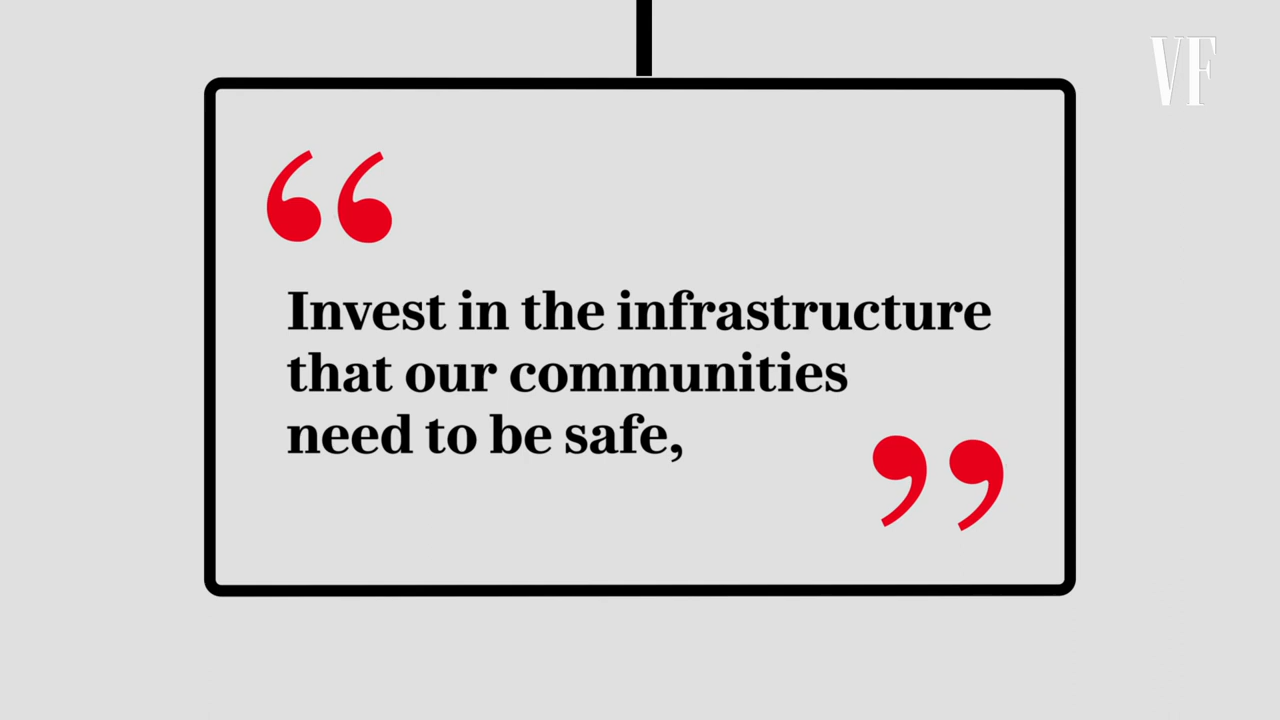 VF
“
Invest in the infrastructure
that our communities
need to be safe,
”